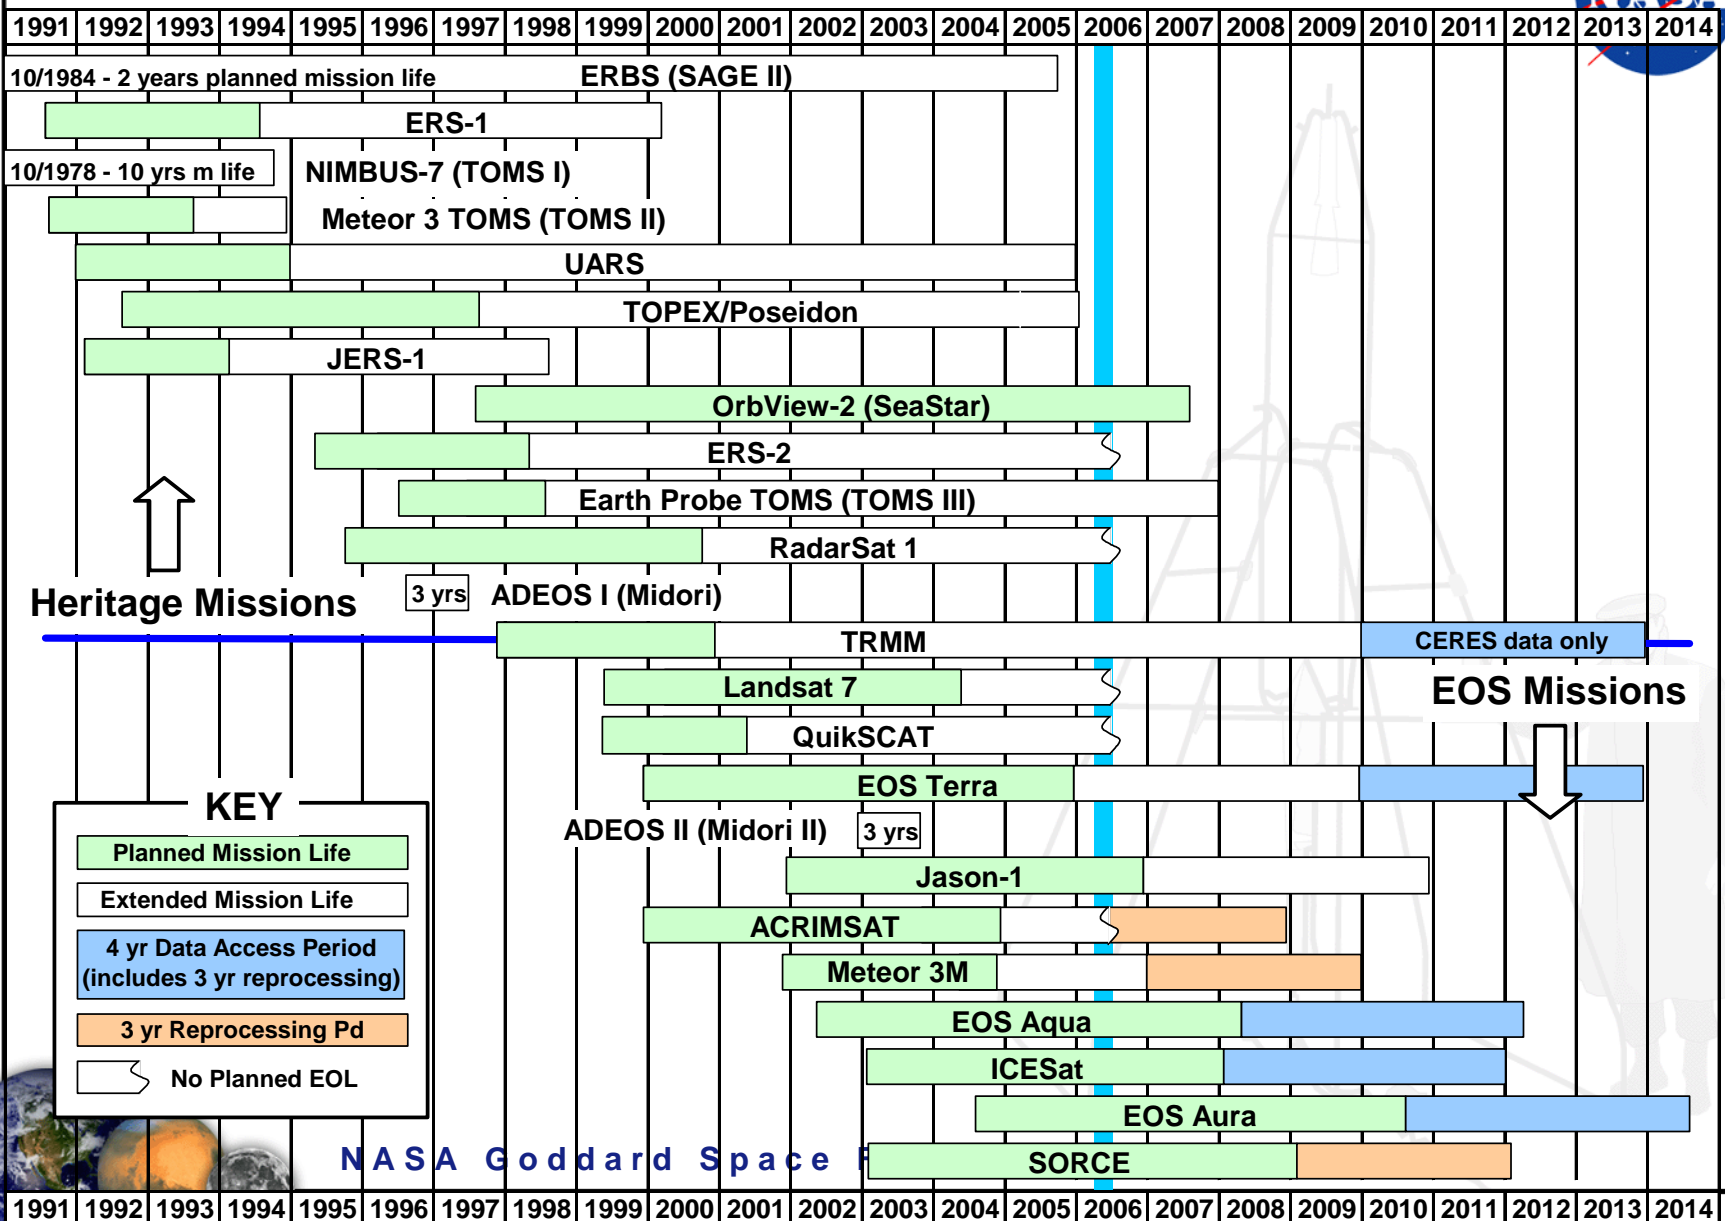 1991 1992 1993 1994 1995 1996 1997 1998 1999 2000 2001 2002 2003 2004 2005 2006 2007 2008 2009 2010 2011 2012 2013 2014
10/1984 - 2 years planned mission life ERBS (SAGE II)
ERS-1
10/1978 - 10 yrs m life NIMBUS-7 (TOMS I)
Meteor 3 TOMS (TOMS II)
UARS
TOPEX/Poseidon
JERS-1
OrbView-2 (SeaStar)
ERS-2
Earth Probe TOMS (TOMS III)
RadarSat 1
Heritage Missions 3 yrs ADEOS I (Midori)
TRMM CERES data only
Landsat 7 EOS Missions
QuikSCAT
EOS Terra
KEY
ADEOS II (Midori II) 3 yrs
Planned Mission Life
Jason-1
Extended Mission Life
ACRIMSAT
4 yr Data Access Period
(includes 3 yr reprocessing)
Meteor 3M
3 yr Reprocessing Pd
EOS Aqua
No Planned EOL
ICESat
EOS Aura
NASA Goddard Space
SORCE
1991 1992 1993 1994 1995 1996 1997 1998 1999 2000 2001 2002 2003 2004 2005 2006 2007 2008 2009 2010 2011 2012 2013 2014